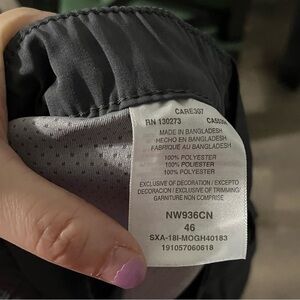 CARE307
RN 130273
MADE IN BANGLADESH
HECHO EN BANGLADESH
FABRIQUE AU BANGLADESH
100% POLYESTER
100% POLIESTER
100% POLYESTER
EXCLUSIVE OF DECORATION / EXCEPTO
DECORACION / EXCLUSIVE OF TRIMMING/
GARNITURE NON COMPRISE
NW936CN
46
SXA-18I-MOGH40183
191057060618